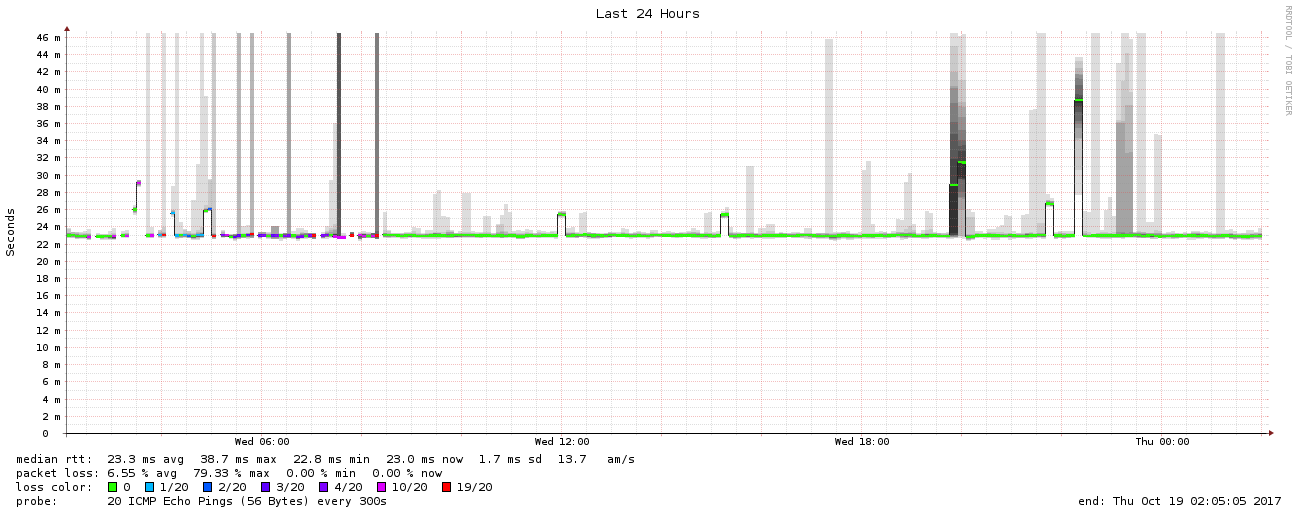 Last 24 Hours
RRDTOOL / TOBI OETIKER
Seconds
46 m
44 m
42 m
40 m
38 m
36 m
34 m
32 m
30 m
28 m
26 m
24 m
22 m
20 m
18 m
16 m
14 m
12 m
10 m
8 m
6 m
4 m
2 m
0
Wed 06:00 Wed 12:00 Wed 18:00 Thu 00:00
median rtt: 23.3 ms avg 38.7 ms max 22.8 ms min 23.0 ms now 1.7 ms sd 13.7 am/s
packet loss: 6.55 % avg 79.33 % max 0.00 % min 0.00 % now
loss color: 0 1/20 2/20 3/20 4/20 10/20 19/20
probe: 20 ICMP Echo Pings (56 Bytes) every 300s end: Thu Oct 19 02:05:05 2017